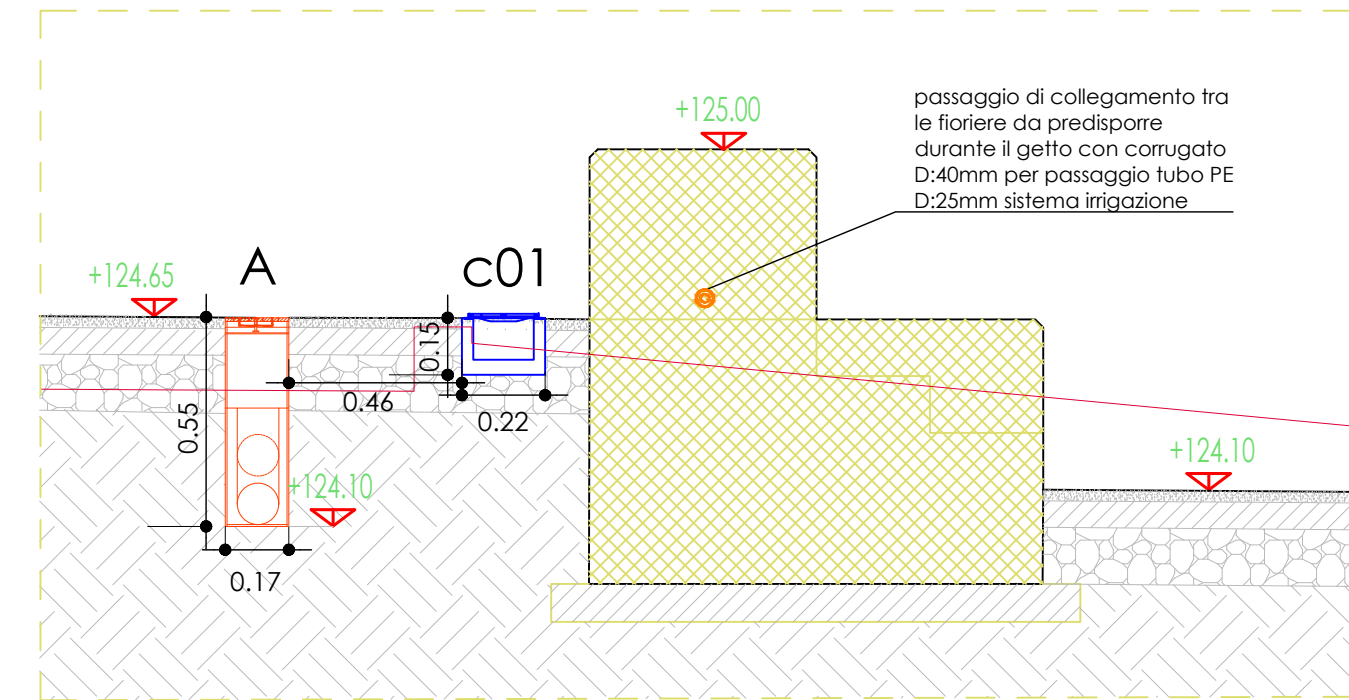 +125.00
passaggio di collegamento tra
le fioriere da predisporre
durante il getto con corrugato
D:40mm per passaggio tubo PE
D:25mm sistema irrigazione
+124.65
A
c01
0.15
0.46
0.55
0.22
+124.10
+124.10
0.17